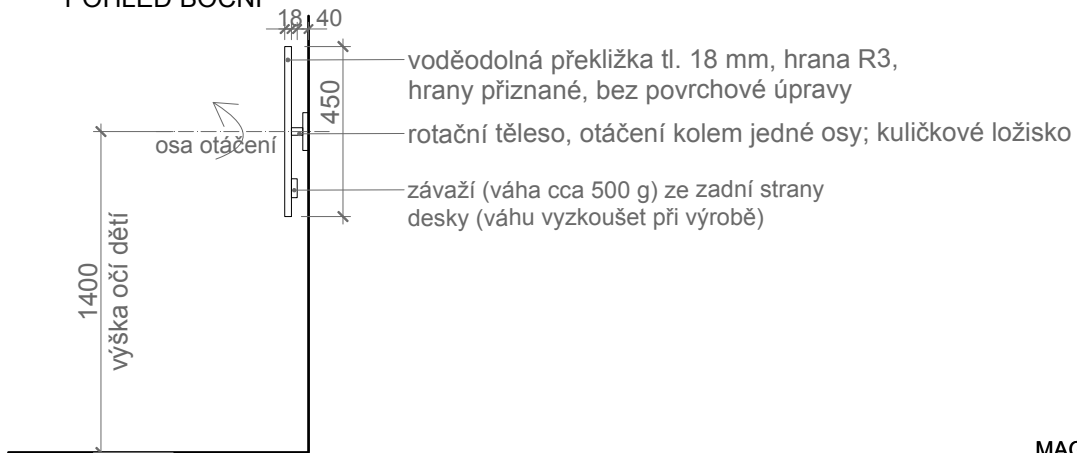 POHLED BOČNÍ
18 40
voděodolná překližka tl. 18 mm, hrana R3,
hrany přiznané, bez povrchové úpravy
450
rotační těleso, otáčení kolem jedné osy; kuličkové ložisko
osa otáčení
závaží (váha cca 500 g) ze zadní strany
desky (váhu vyzkoušet při výrobě)
1400
výška očí dětí